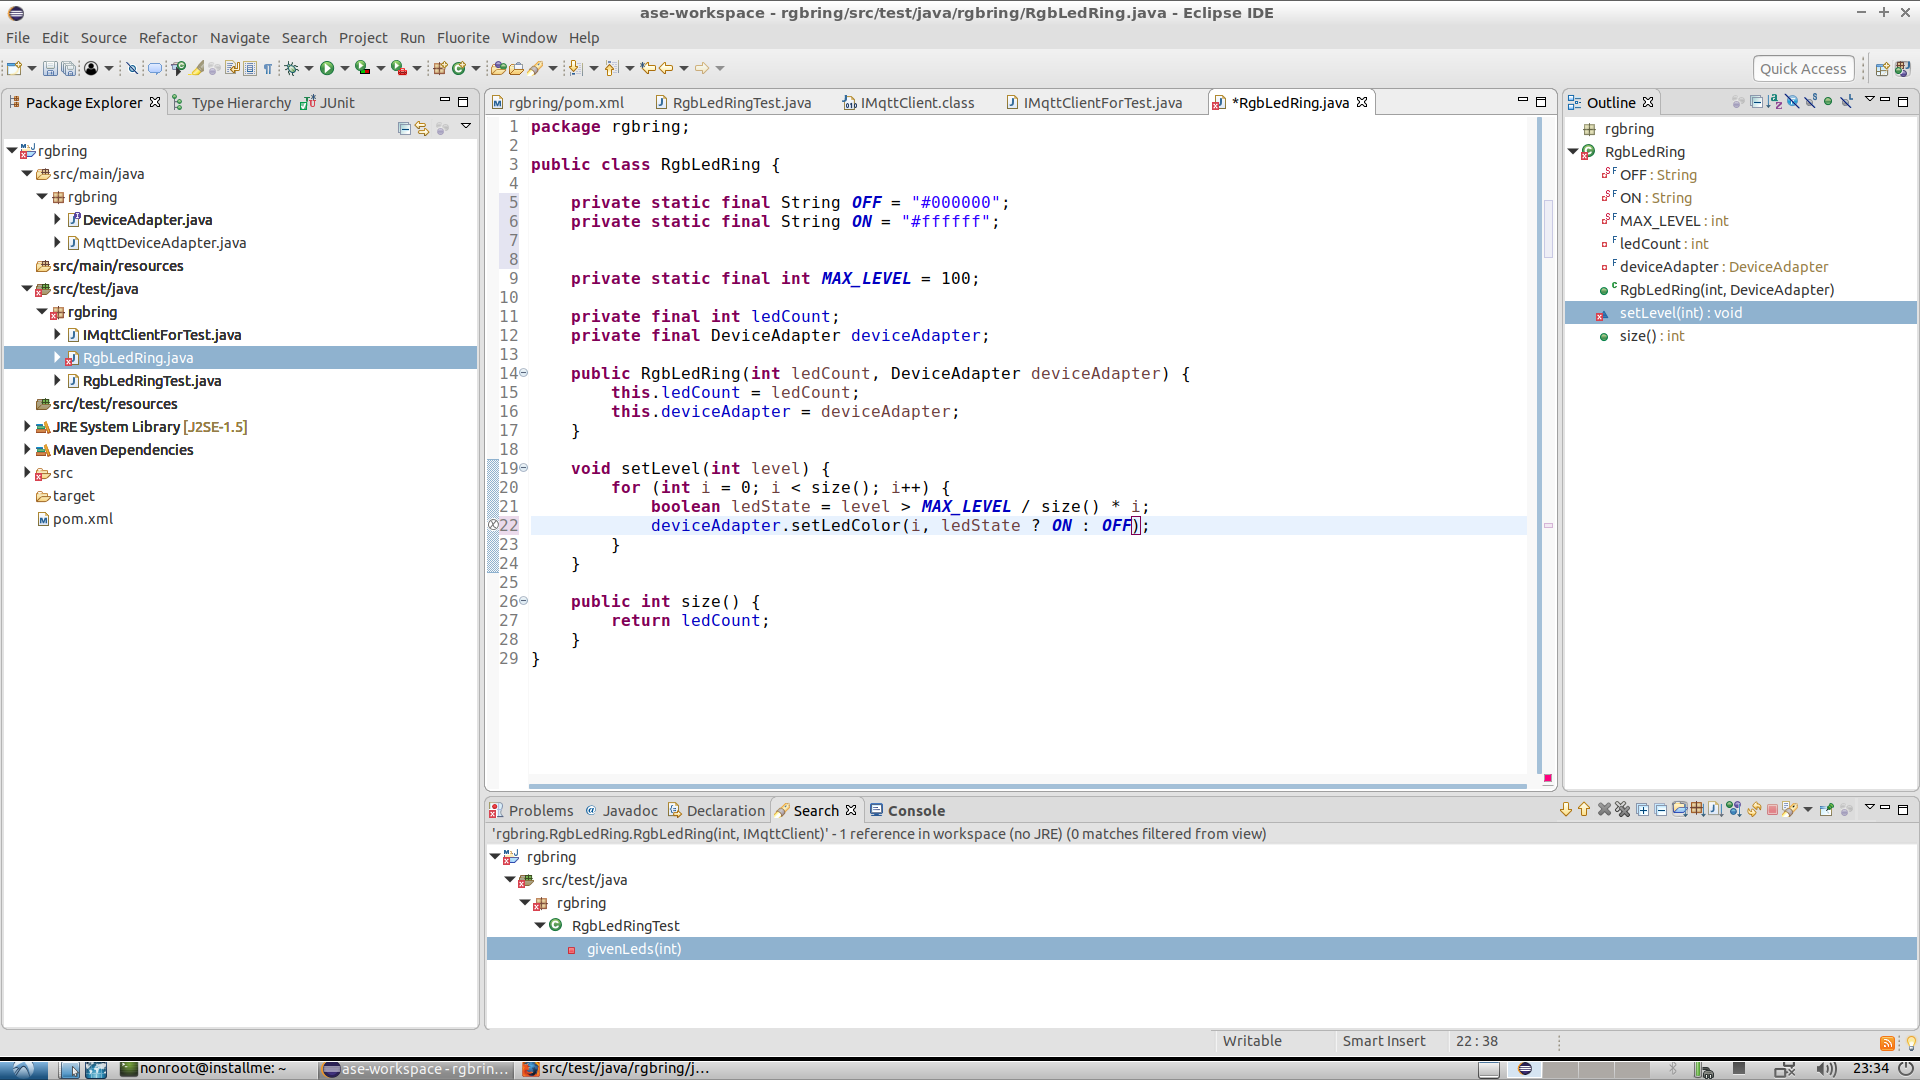 ase-workspace - rgbring/src/test/java/rgbring/RgbLedRing.java - Eclipse IDE
File Edit Source Refactor Navigate Search Project Run Fluorite Window Help
Quick Access
Package Explorer Type Hierarchy JUnit
rgbring
src/main/java
rgbring
DeviceAdapter.java
MqttDeviceAdapter.java
src/main/resources
src/test/java
rgbring
IMqttClientForTest.java
RgbLedRing.java
RgbLedRingTest.java
src/test/resources
JRE System Library [J2SE-1.5]
Maven Dependencies
src
target
pom.xml
rgbring/pom.xml RgbLedRingTest.java IMqttClient.class IMqttClientForTest.java *RgbLedRing.java
1 package rgbring;
2
3 public class RgbLedRing {
4
5 private static final String OFF = "#000000";
6 private static final String ON = "#ffffff";
7
8
9 private static final int MAX_LEVEL = 100;
10
11 private final int ledCount;
12 private final DeviceAdapter deviceAdapter;
13
14 public RgbLedRing(int ledCount, DeviceAdapter deviceAdapter) {
15 this.ledCount = ledCount;
16 this.deviceAdapter = deviceAdapter;
17 }
18
19 void setLevel(int level) {
20 for (int i = 0; i < size(); i++) {
21 boolean ledState = level > MAX_LEVEL / size() * i;
22 deviceAdapter.setLedColor(i, ledState ? ON : OFF);
23 }
24 }
25
26 public int size() {
27 return ledCount;
28 }
29 }
Outline
rgbring
RgbLedRing
OFF : String
ON : String
MAX_LEVEL : int
ledCount : int
deviceAdapter : DeviceAdapter
RgbLedRing(int, DeviceAdapter)
setLevel(int) : void
size() : int
Problems @ Javadoc Declaration Search Console
'rgbring.RgbLedRing.RgbLedRing(int, IMqttClient)' - 1 reference in workspace (no JRE) (0 matches filtered from view)
rgbring
src/test/java
rgbring
RgbLedRingTest
givenLeds(int)
Writable Smart Insert 22 : 38
nonroot@installme: ~ ase-workspace - rgbrin... src/test/java/rgbring/j... 23:34